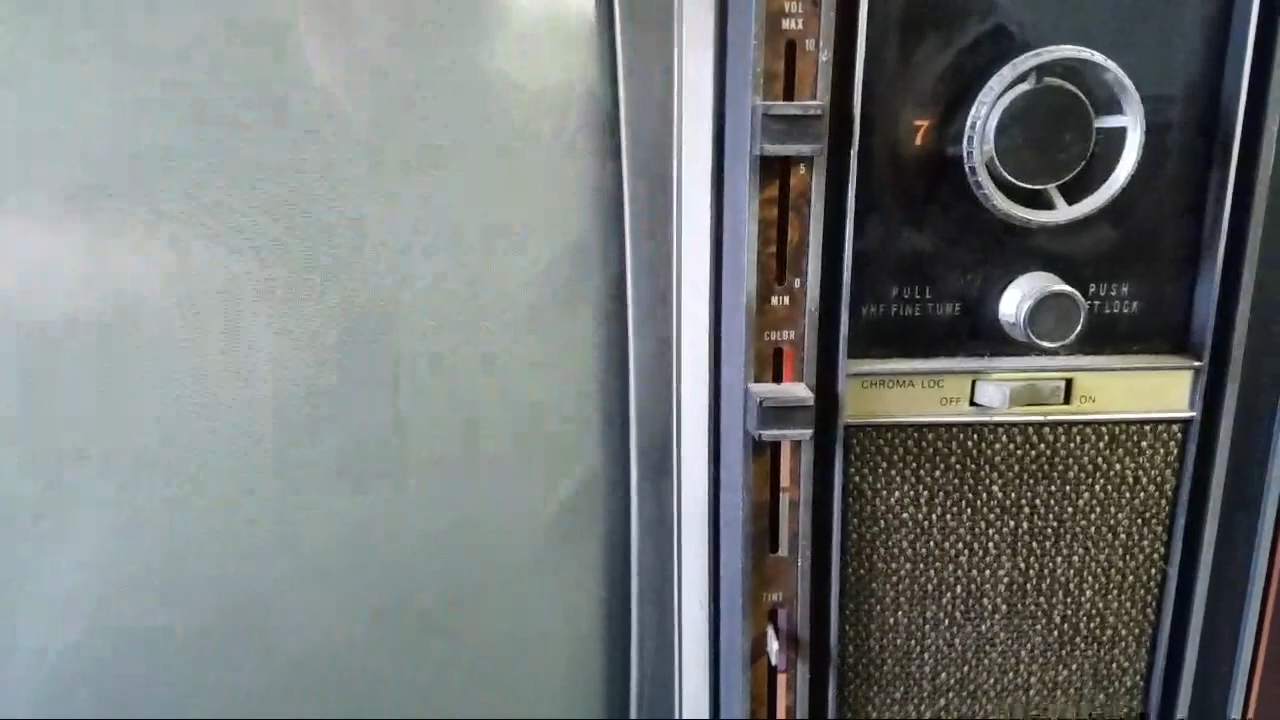 VOL
MAX
10
5
0
MIN
COLOR
TINT
7
PULL
VHF FINE TUNE
PUSH
FT LOCK
CHROMA LOC
OFF
ON